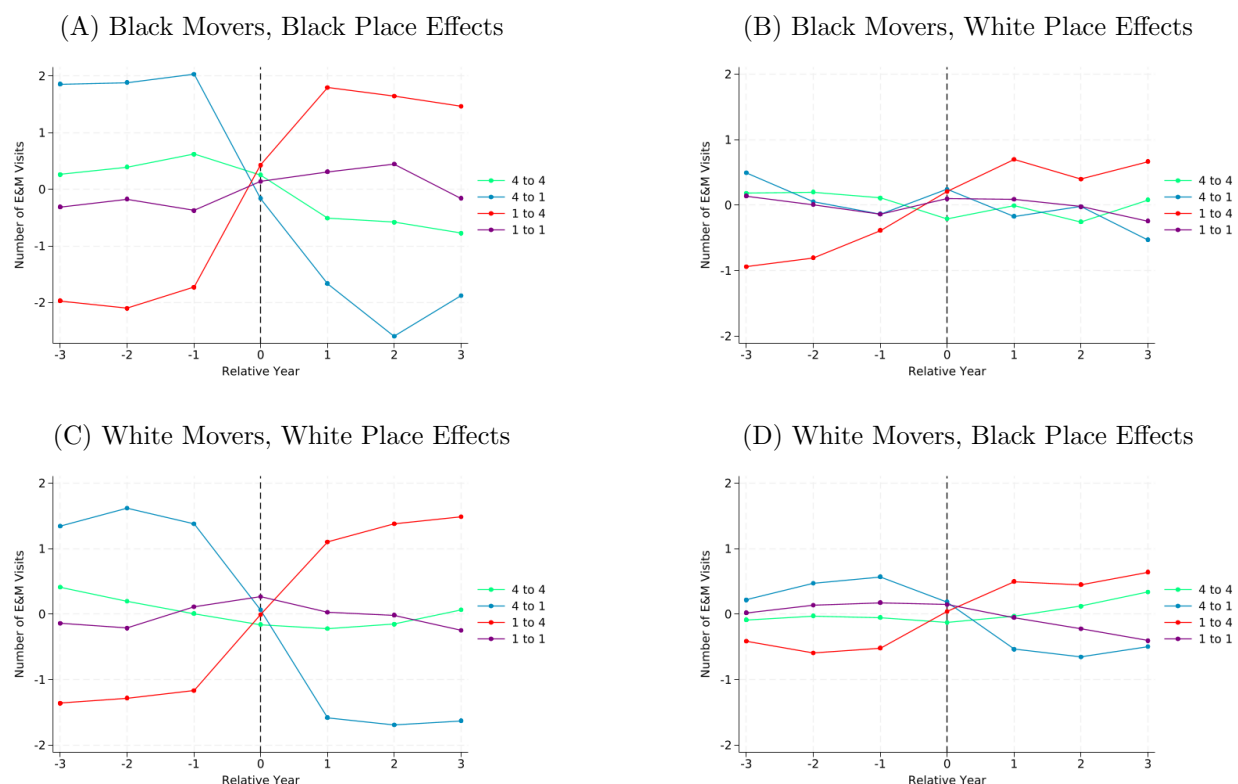 (A) Black Movers, Black Place Effects
Number of E&M Visits
2
1
0
-1
-2
-3 -2 -1 0 1 2 3
Relative Year
4 to 4
4 to 1
1 to 4
1 to 1
(B) Black Movers, White Place Effects
Number of E&M Visits
2
1
0
-1
-2
-3 -2 -1 0 1 2 3
Relative Year
4 to 4
4 to 1
1 to 4
1 to 1
(C) White Movers, White Place Effects
Number of E&M Visits
2
1
0
-1
-2
-3 -2 -1 0 1 2 3
Relative Year
4 to 4
4 to 1
1 to 4
1 to 1
(D) White Movers, Black Place Effects
Number of E&M Visits
2
1
0
-1
-2
-3 -2 -1 0 1 2 3
Relative Year
4 to 4
4 to 1
1 to 4
1 to 1